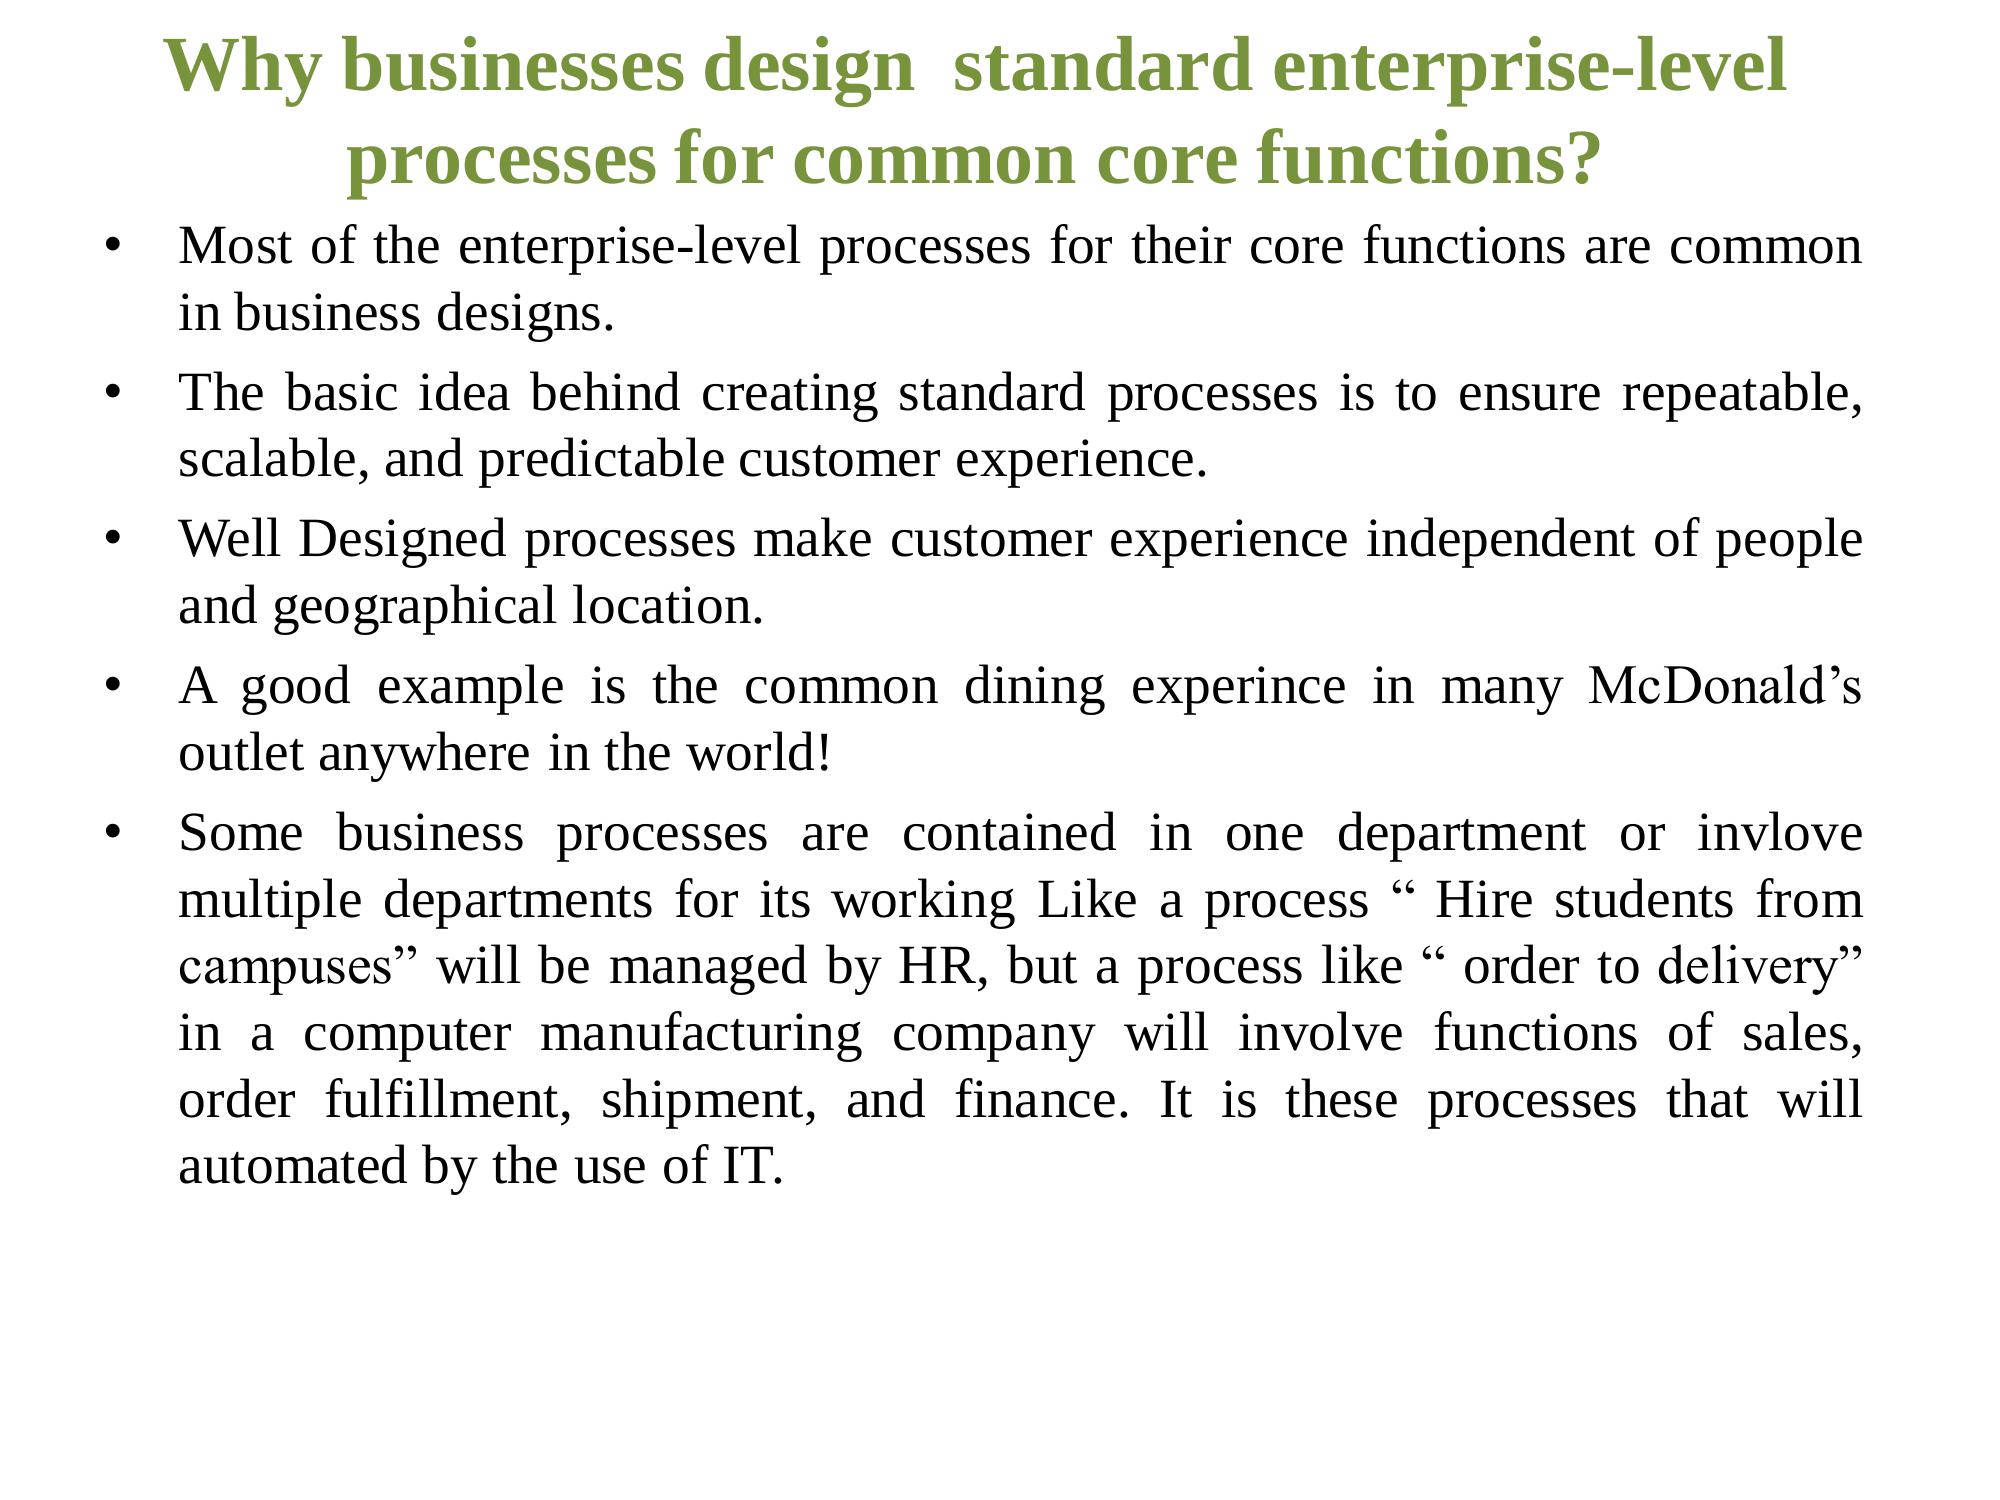 Why businesses design  standard enterprise-level
processes for common core functions?
• Most of the enterprise-level processes for their core functions are common
in business designs.
• The basic idea behind creating standard processes is to ensure repeatable,
scalable, and predictable customer experience.
• Well Designed processes make customer experience independent of people
and geographical location.
• A good example is the common dining experince in many McDonald’s
outlet anywhere in the world!
• Some business processes are contained in one department or invlove
multiple departments for its working Like a process “ Hire students from
campuses” will be managed by HR, but a process like “ order to delivery”
in a computer manufacturing company will involve functions of sales,
order fulfillment, shipment, and finance. It is these processes that will
automated by the use of IT.